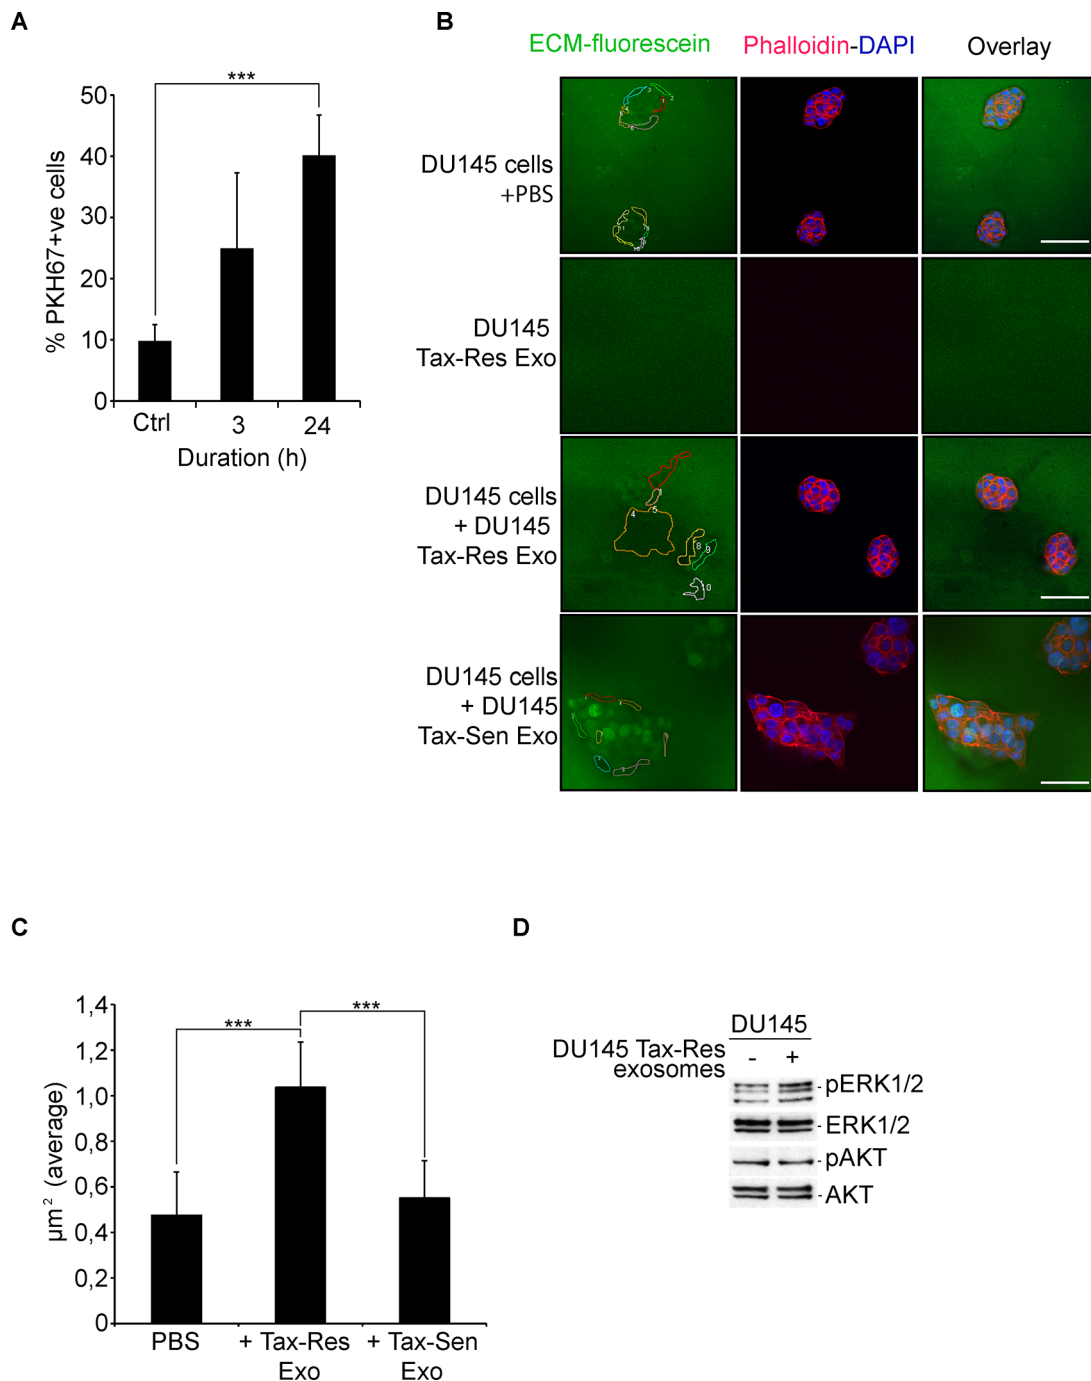 A
***
50
40
30
20
10
0
% PKH67+ve cells
Ctrl
3
24
Duration (h)
B
ECM-fluorescein
Phalloidin-DAPI
Overlay
DU145 cells
+PBS
DU145
Tax-Res Exo
DU145 cells
+ DU145
Tax-Res Exo
DU145 cells
+ DU145
Tax-Sen Exo
C
1,4
1,2
1,0
0,8
0,6
0,4
0,2
0
µm² (average)
***
***
PBS
+ Tax-Res
Exo
+ Tax-Sen
Exo
D
DU145
DU145 Tax-Res
exosomes
- +
pERK1/2
ERK1/2
pAKT
AKT